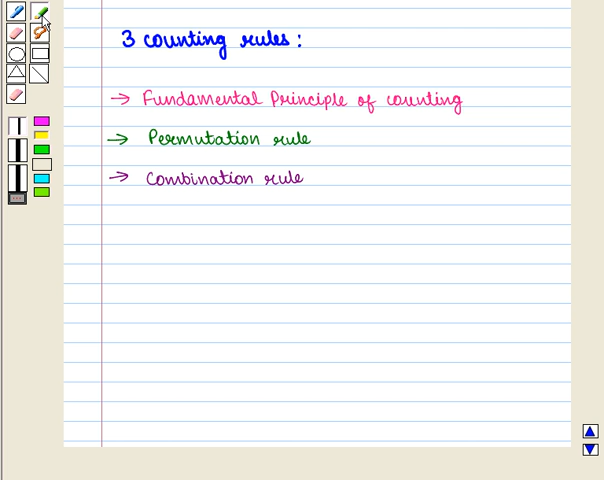 3 counting rules:
→ Fundamental Principle of counting
→ Permutation rule
→ Combination rule